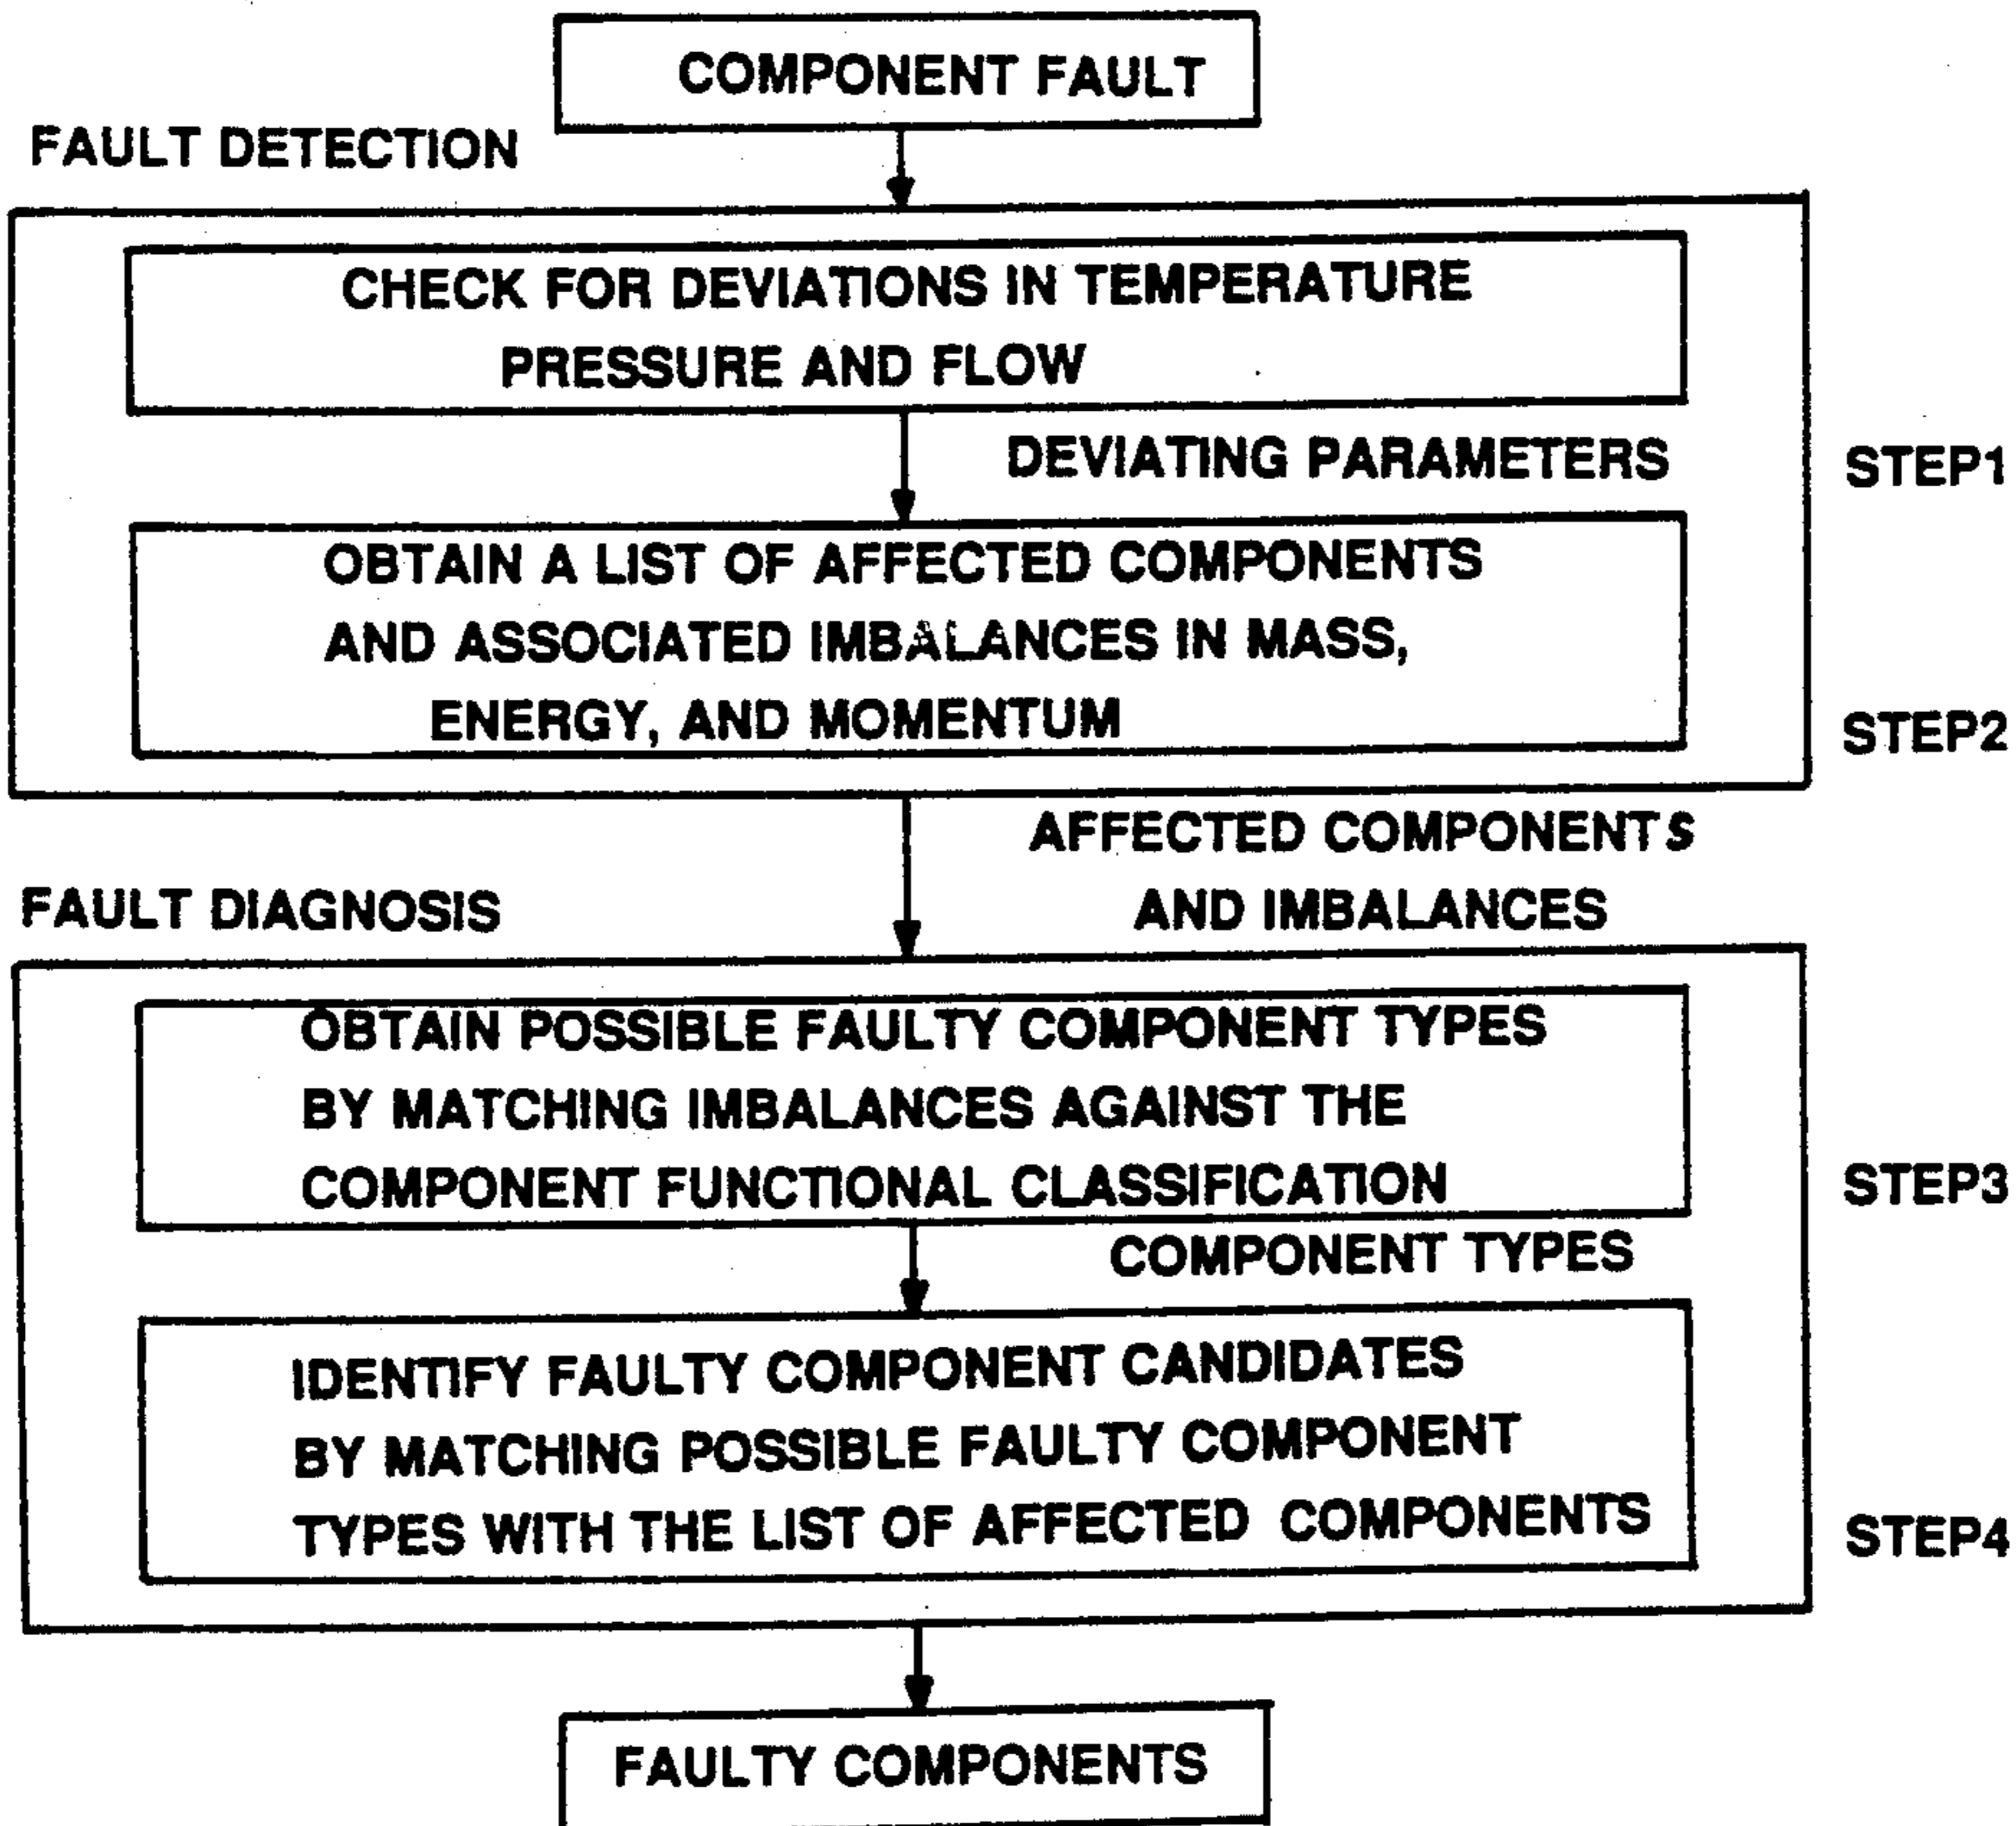 COMPONENT FAULT
FAULT DETECTION
CHECK FOR DEVIATIONS IN TEMPERATURE
PRESSURE AND FLOW
DEVIATING PARAMETERS
STEP1
OBTAIN A LIST OF AFFECTED COMPONENTS
AND ASSOCIATED IMBALANCES IN MASS,
ENERGY, AND MOMENTUM
STEP2
AFFECTED COMPONENTS
AND IMBALANCES
FAULT DIAGNOSIS
OBTAIN POSSIBLE FAULTY COMPONENT TYPES
BY MATCHING IMBALANCES AGAINST THE
COMPONENT FUNCTIONAL CLASSIFICATION
STEP3
COMPONENT TYPES
IDENTIFY FAULTY COMPONENT CANDIDATES
BY MATCHING POSSIBLE FAULTY COMPONENT
TYPES WITH THE LIST OF AFFECTED COMPONENTS
STEP4
FAULTY COMPONENTS